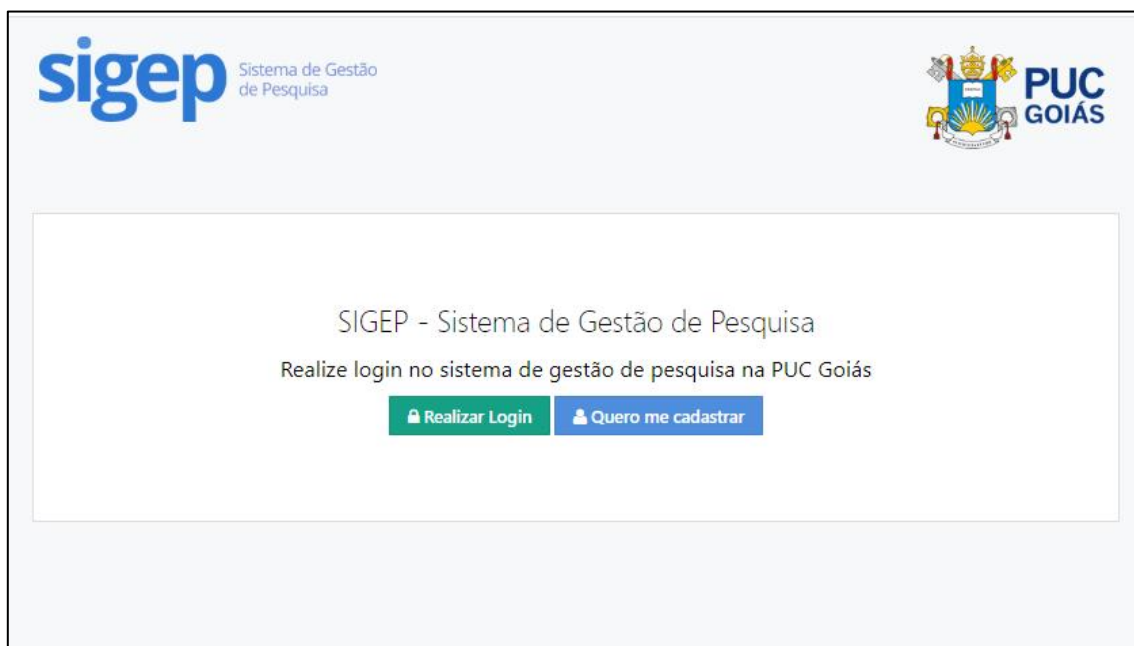 sigep
Sistema de Gestão
de Pesquisa
PUC
GOIÁS
SIGEP - Sistema de Gestão de Pesquisa
Realize login no sistema de gestão de pesquisa na PUC Goiás
Realizar Login
Quero me cadastrar